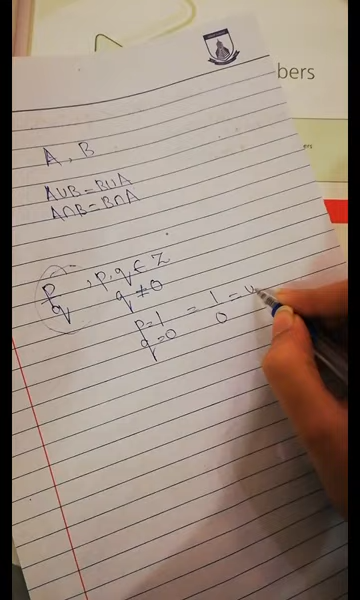 bers
A, B
A∪B = B∪A
A∩B = B∩A
p/q , p, q ∈ Z
q ≠ 0
p=1
q=0
= 1/0 =